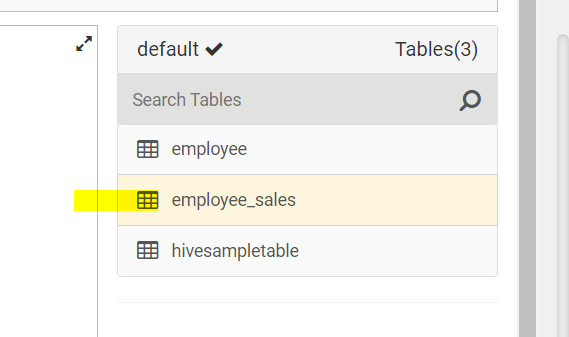 default Tables(3)
Search Tables
employee
employee_sales
hivesampletable